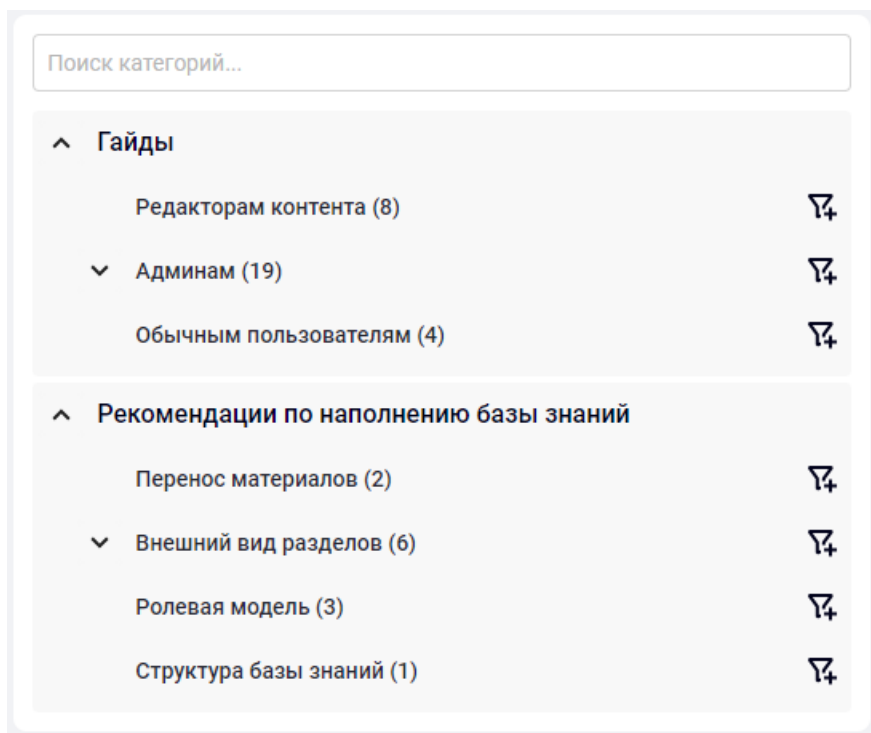 Поиск категорий...
Гайды
Редакторам контента (8)
Админам (19)
Обычным пользователям (4)
Рекомендации по наполнению базы знаний
Перенос материалов (2)
Внешний вид разделов (6)
Ролевая модель (3)
Структура базы знаний (1)